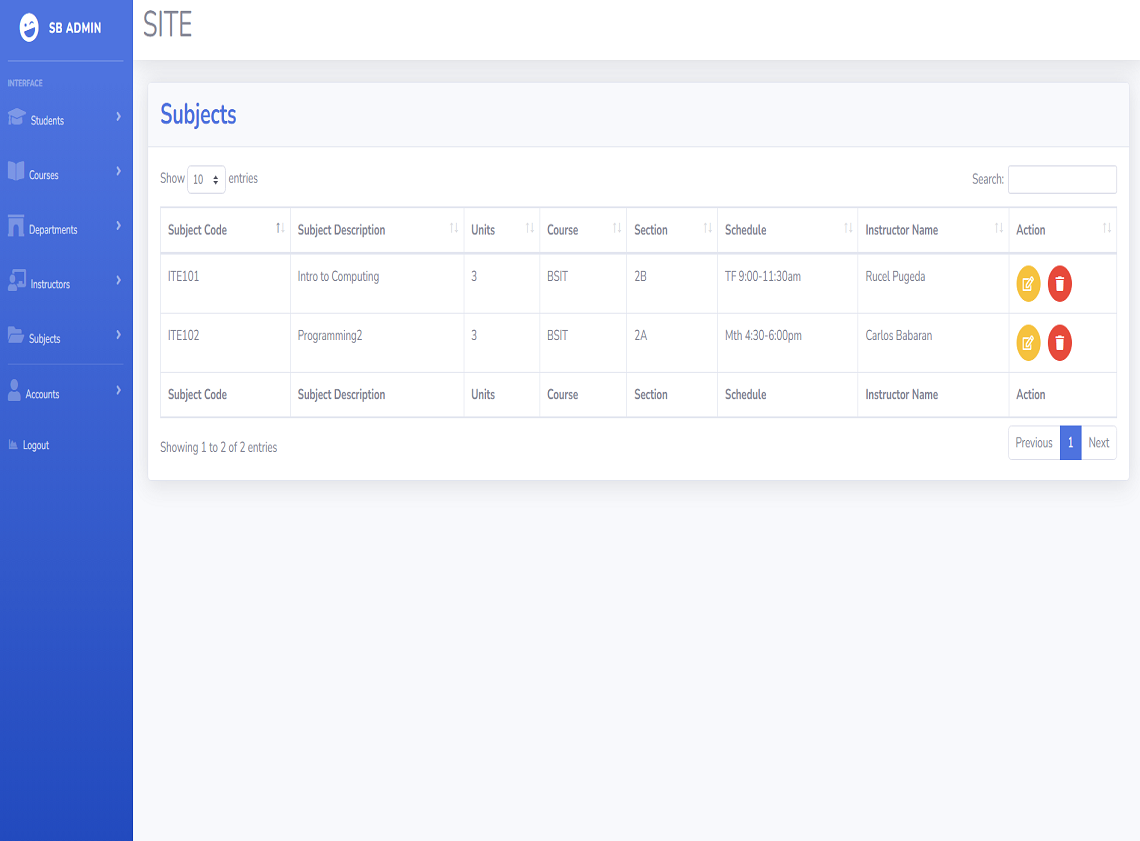 SB ADMIN
SITE
INTERFACE
Students
Courses
Departments
Instructors
Subjects
Accounts
Logout
Subjects
Show 10 entries
Search:
Subject Code Subject Description Units Course Section Schedule Instructor Name Action
ITE101 Intro to Computing 3 BSIT 2B TF 9:00-11:30am Rucel Pugeda
ITE102 Programming2 3 BSIT 2A Mth 4:30-6:00pm Carlos Babaran
Subject Code Subject Description Units Course Section Schedule Instructor Name Action
Showing 1 to 2 of 2 entries
Previous 1 Next